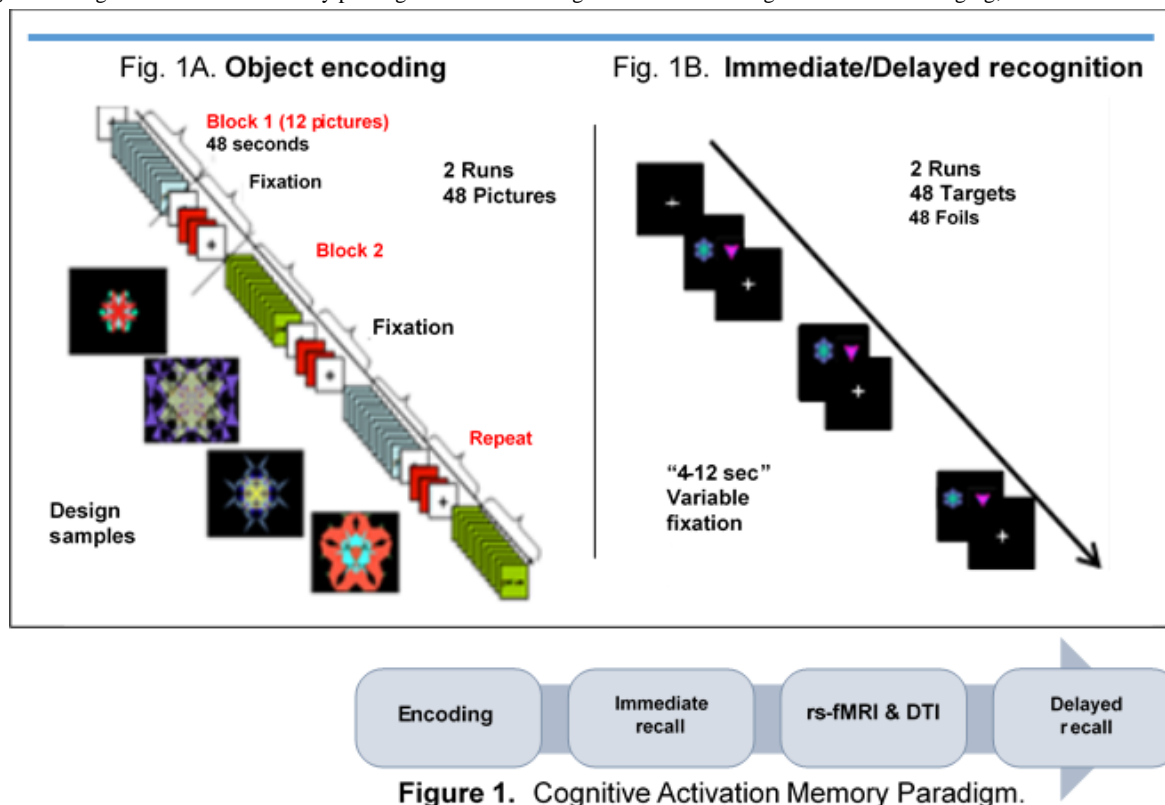 Fig. 1A. Object encoding
Block 1 (12 pictures)
48 seconds
Fixation
2 Runs
48 Pictures
Block 2
Fixation
Repeat
Design
samples
Fig. 1B. Immediate/Delayed recognition
2 Runs
48 Targets
48 Foils
“4-12 sec”
Variable
fixation
Encoding
Immediate
recall
rs-fMRI & DTI
Delayed
recall
Figure 1. Cognitive Activation Memory Paradigm.